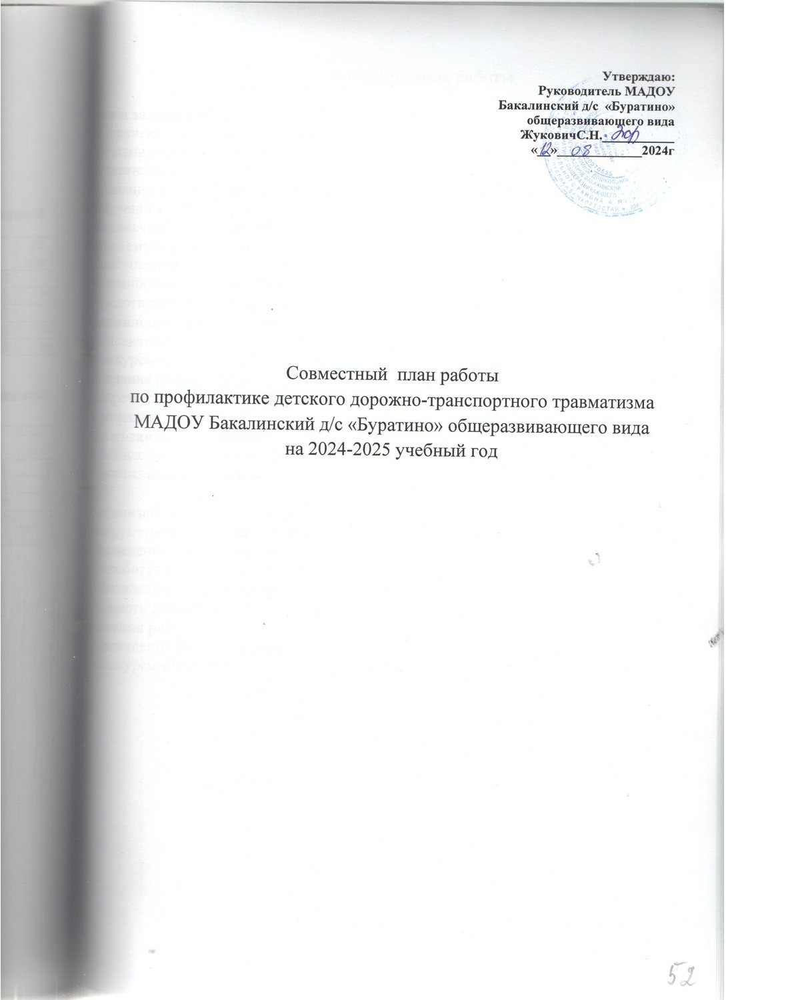 Утверждаю:
Руководитель МАДОУ
Бакалинский д/с «Буратино»
общеразвивающего вида
ЖуковичС.Н.
«12» 08 2024г
Совместный план работы
по профилактике детского дорожно-транспортного травматизма
МАДОУ Бакалинский д/с «Буратино» общеразвивающего вида
на 2024-2025 учебный год
52